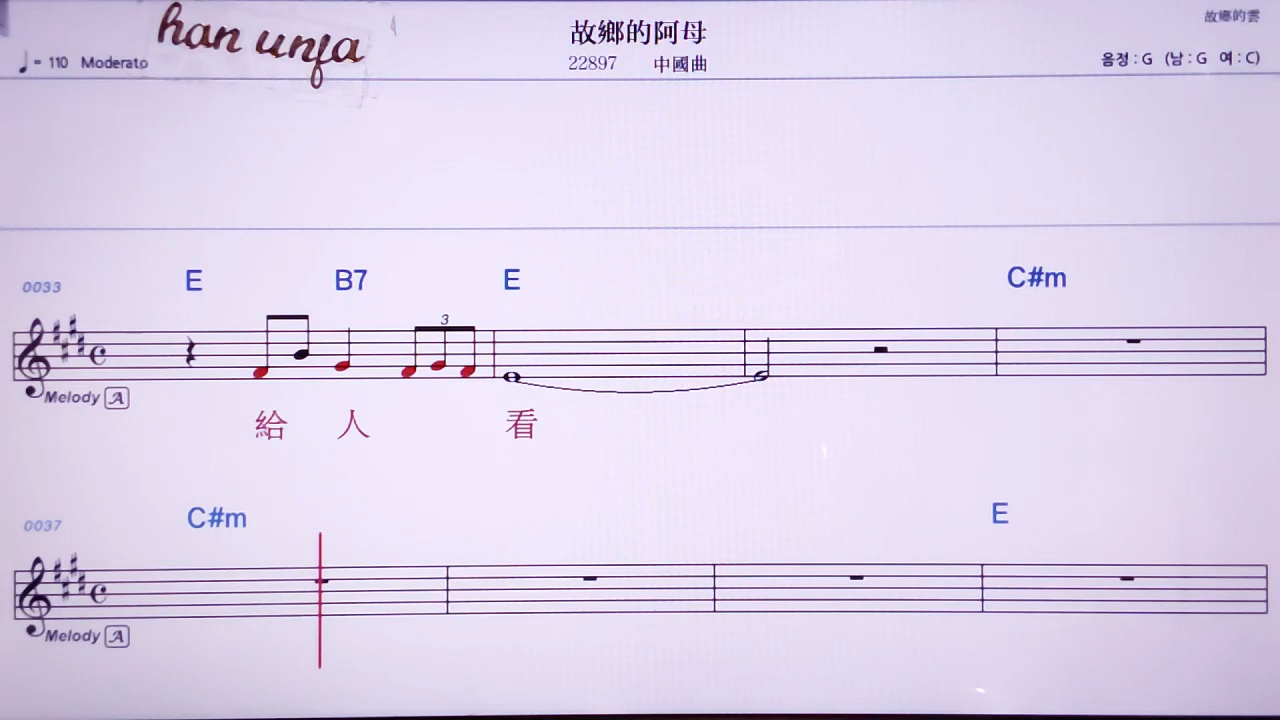 han unfa
故鄉的阿母
故鄉的雲
♩= 110 Moderato
22897 中國曲
음정 : G (남 : G 여 : C)
0033 E B7 E C#m
3
Melody A
給 人 看
0037 C#m E
Melody A